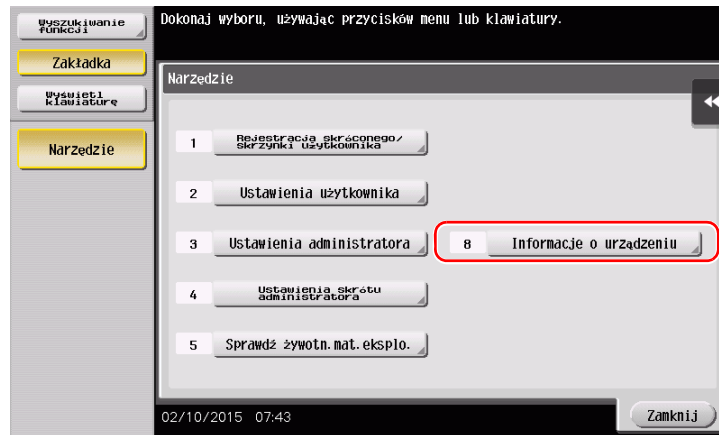 Wyszukiwanie
funkcji
Dokonaj wyboru, używając przycisków menu lub klawiatury.
Zakładka
Narzędzie
Wyświetl
klawiaturę
1
Rejestracja skróconego/
skrzynki użytkownika
Narzędzie
2
Ustawienia użytkownika
3
Ustawienia administratora
8
Informacje o urządzeniu
4
Ustawienia skrótu
administratora
5
Sprawdź żywotn.mat.eksplo.
02/10/2015 07:43
Zamknij